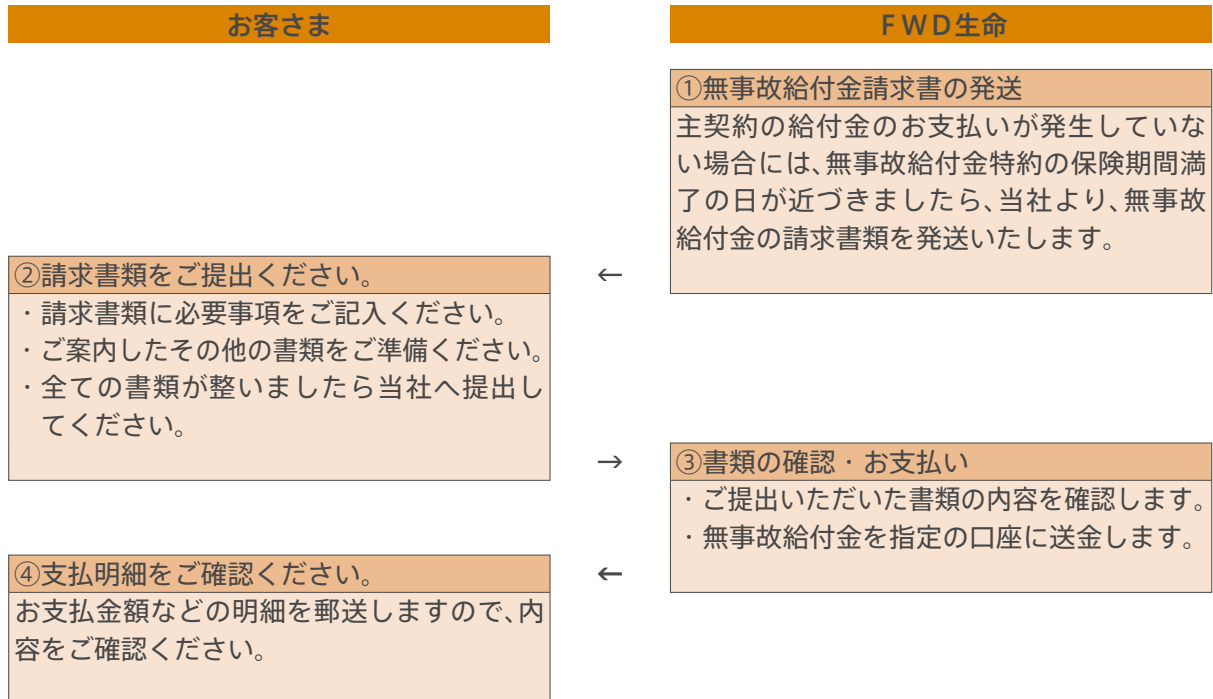 お客さま
ＦＷＤ生命
①無事故給付金請求書の発送
主契約の給付金のお支払いが発生していな
い場合には、無事故給付金特約の保険期間満
了の日が近づきましたら、当社より、無事故
給付金の請求書類を発送いたします。
←
②請求書類をご提出ください。
・請求書類に必要事項をご記入ください。
・ご案内したその他の書類をご準備ください。
・全ての書類が整いましたら当社へ提出し
てください。
→
③書類の確認・お支払い
・ご提出いただいた書類の内容を確認します。
・無事故給付金を指定の口座に送金します。
←
④支払明細をご確認ください。
お支払金額などの明細を郵送しますので、内
容をご確認ください。